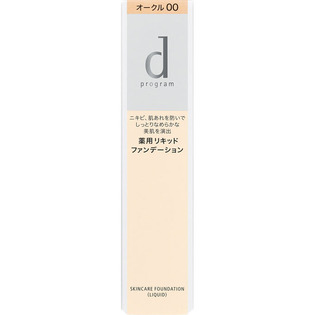 オークル 00
d
program
ニキビ、肌あれを防いで
しっとりなめらかな
美肌を演出
薬用リキッド
ファンデーション
SKINCARE FOUNDATION
(LIQUID)